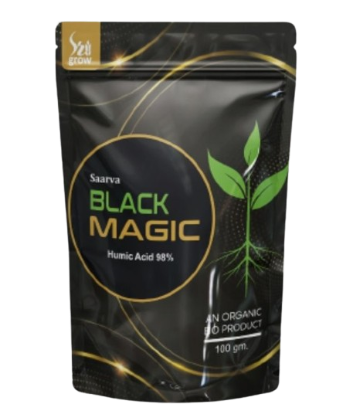 grow
Saarva
BLACK
MAGIC
Humic Acid 98%
AN ORGANIC
BIO PRODUCT
100 gm.